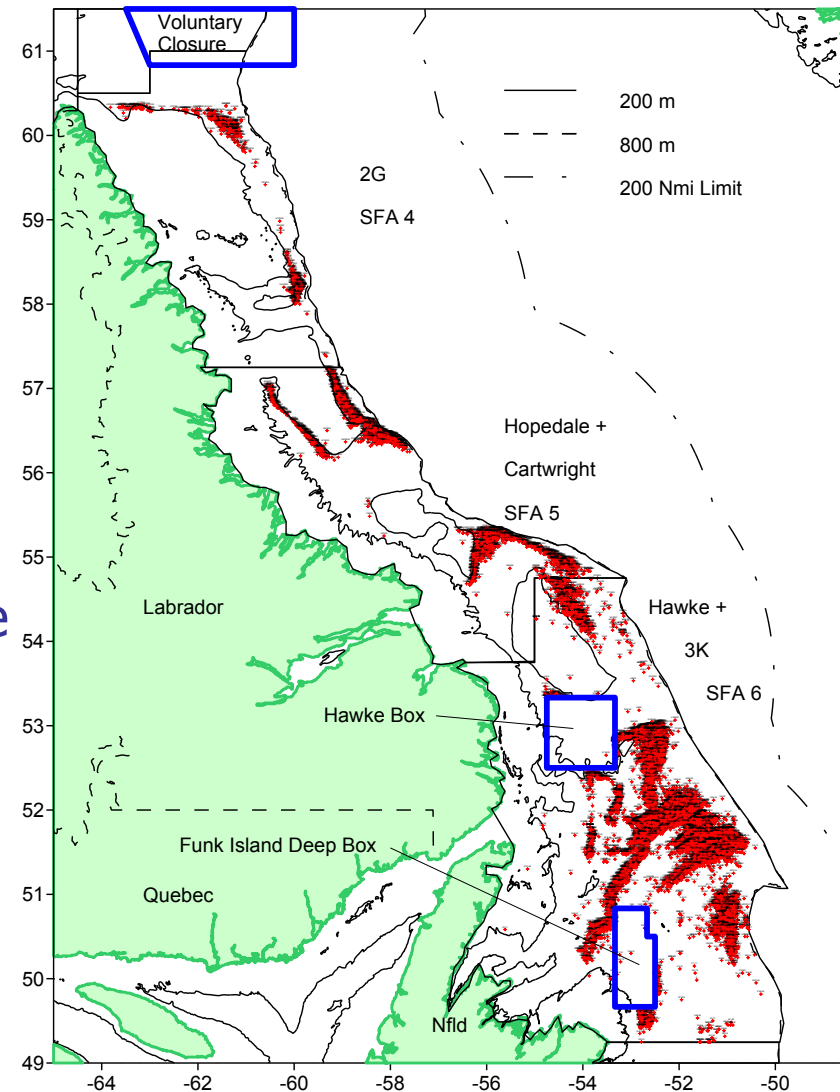 Voluntary
Closure
61
60
59
58
57
56
55
54
53
52
51
50
49
200 m
800 m
200 Nmi Limit
2G
SFA 4
Hopedale +
Cartwright
SFA 5
Labrador
Hawke +
3K
SFA 6
Hawke Box
Funk Island Deep Box
Quebec
Nfld
-64
-62
-60
-58
-56
-54
-52
-50